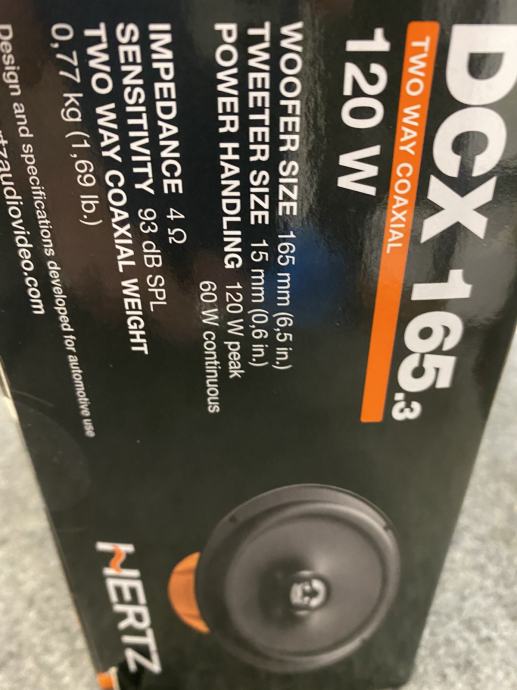 DCX 165.3
TWO WAY COAXIAL
120 W
WOOFER SIZE 165 mm (6,5 in.)
TWEETER SIZE 15 mm (0,6 in.)
POWER HANDLING 120 W peak
60 W continuous
IMPEDANCE 4 Ω
SENSITIVITY 93 dB SPL
TWO WAY COAXIAL WEIGHT
0,77 kg (1,69 lb.)
Design and specifications developed for automotive use
HERTZ